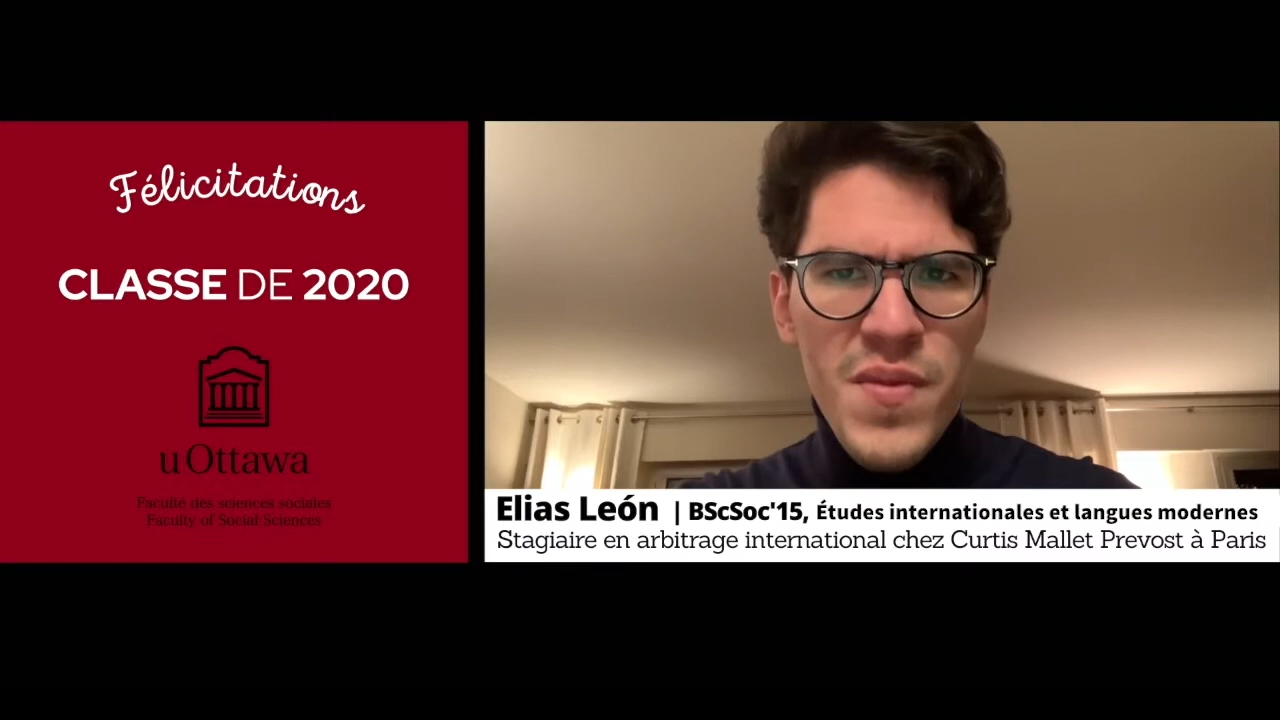 Félicitations
CLASSE DE 2020
uOttawa
Faculté des sciences sociales
Faculty of Social Sciences
Elias León | BScSoc'15, Études internationales et langues modernes
Stagiaire en arbitrage international chez Curtis Mallet Prevost à Paris